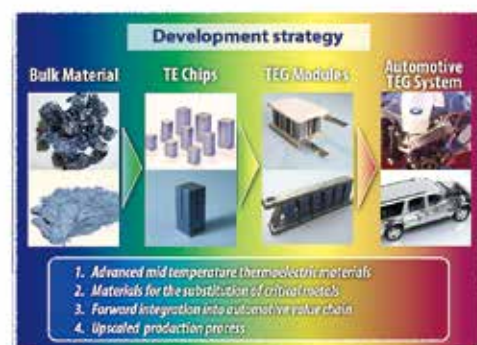 Development strategy
Bulk Material
TE Chips
TEG Modules
Automotive
TEG System
1. Advanced mid temperature thermoelectric materials
2. Materials for the substitution of critical metals
3. Forward integration into automotive value chain
4. Upscaled production process